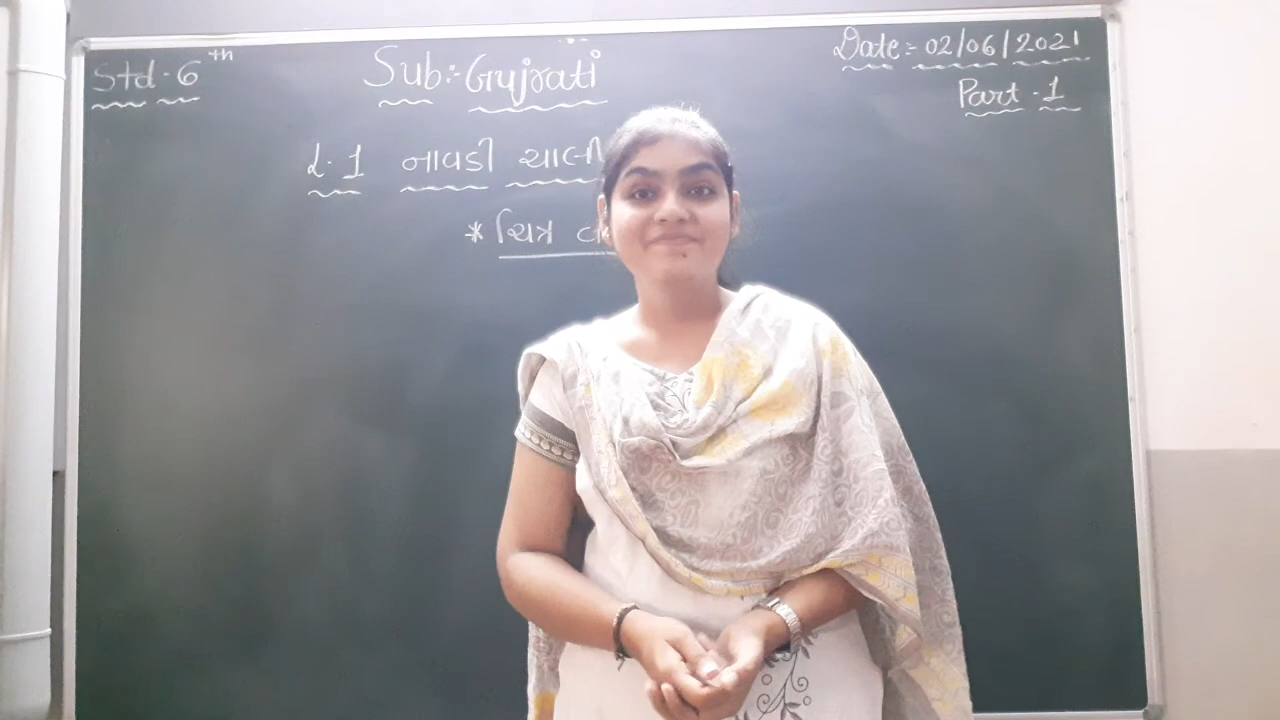 Std - 6th
Sub:- Gujrati
Date:- 02/06/2021
Part - 1
L. 1 નાવડી ચાલી
* ચિત્ર